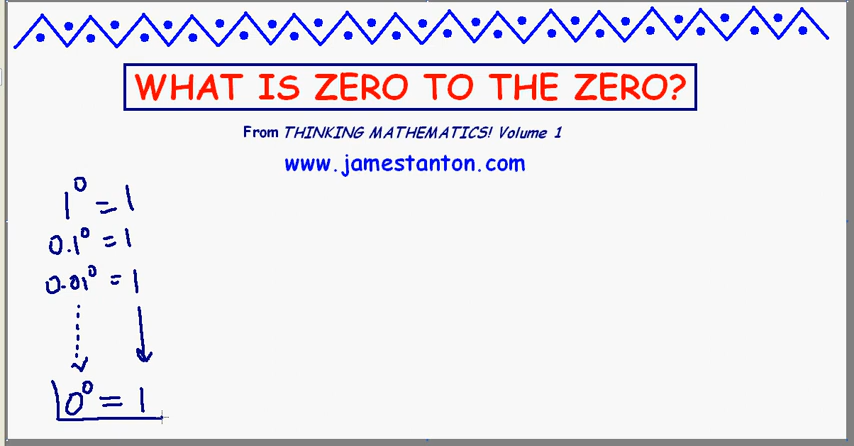 WHAT IS ZERO TO THE ZERO?
From THINKING MATHEMATICS! Volume 1
www.jamestanton.com
1⁰ = 1
0.1⁰ = 1
0.01⁰ = 1
0⁰ = 1